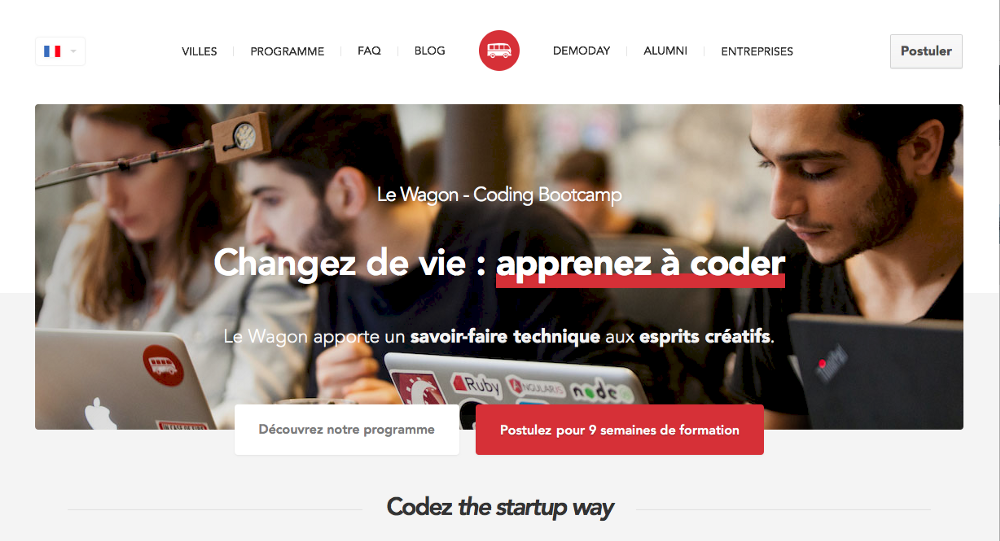 VILLES
PROGRAMME
FAQ
BLOG
DEMODAY
ALUMNI
ENTREPRISES
Postuler
Le Wagon - Coding Bootcamp
Changez de vie : apprenez à coder
Le Wagon apporte un savoir-faire technique aux esprits créatifs.
Ruby
ANGULARJS
node
Découvrez notre programme
Postulez pour 9 semaines de formation
Codez the startup way